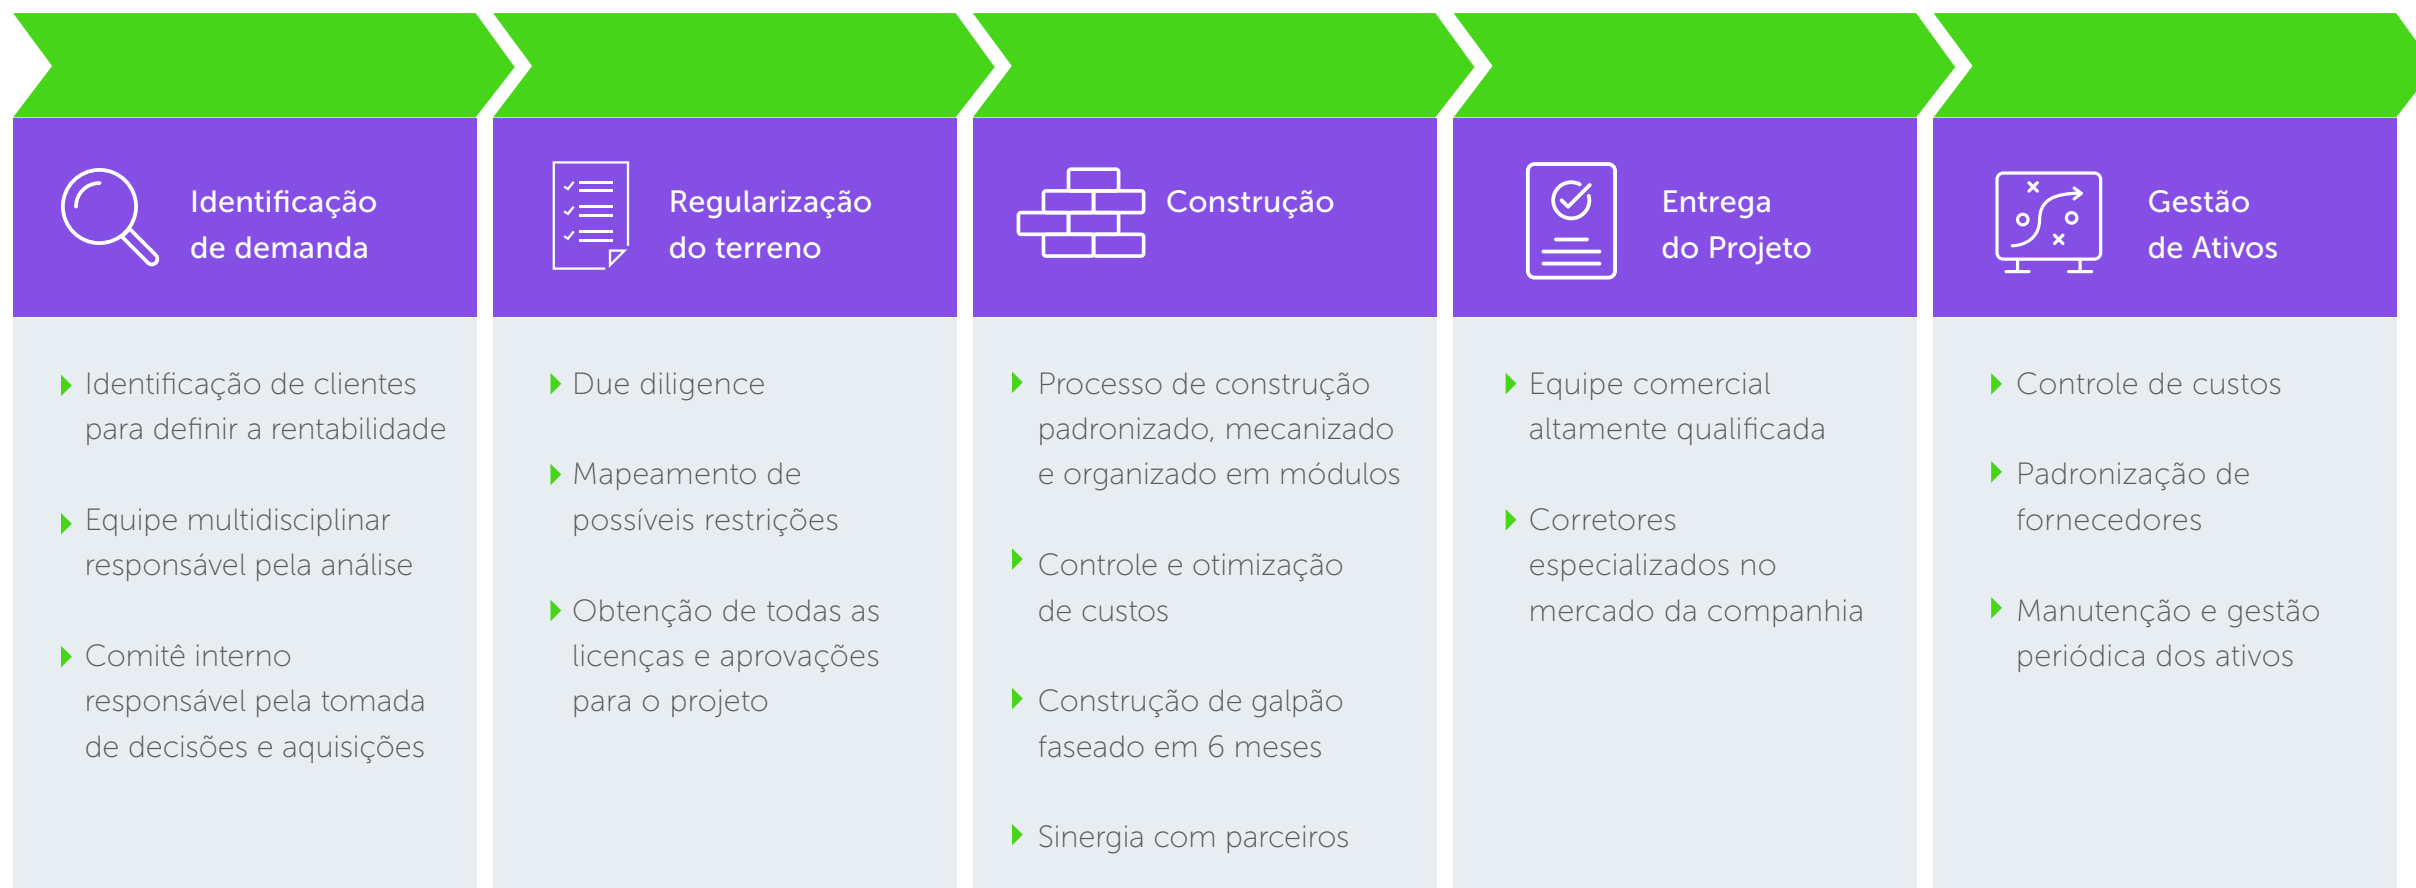 Identificação
de demanda
Identificação de clientes
para definir a rentabilidade
Equipe multidisciplinar
responsável pela análise
Comitê interno
responsável pela tomada
de decisões e aquisições
Regularização
do terreno
Due diligence
Mapeamento de
possíveis restrições
Obtenção de todas as
licenças e aprovações
para o projeto
Construção
Processo de construção
padronizado, mecanizado
e organizado em módulos
Controle e otimização
de custos
Construção de galpão
faseado em 6 meses
Sinergia com parceiros
Entrega
do Projeto
Equipe comercial
altamente qualificada
Corretores
especializados no
mercado da companhia
Gestão
de Ativos
Controle de custos
Padronização de
fornecedores
Manutenção e gestão
periódica dos ativos